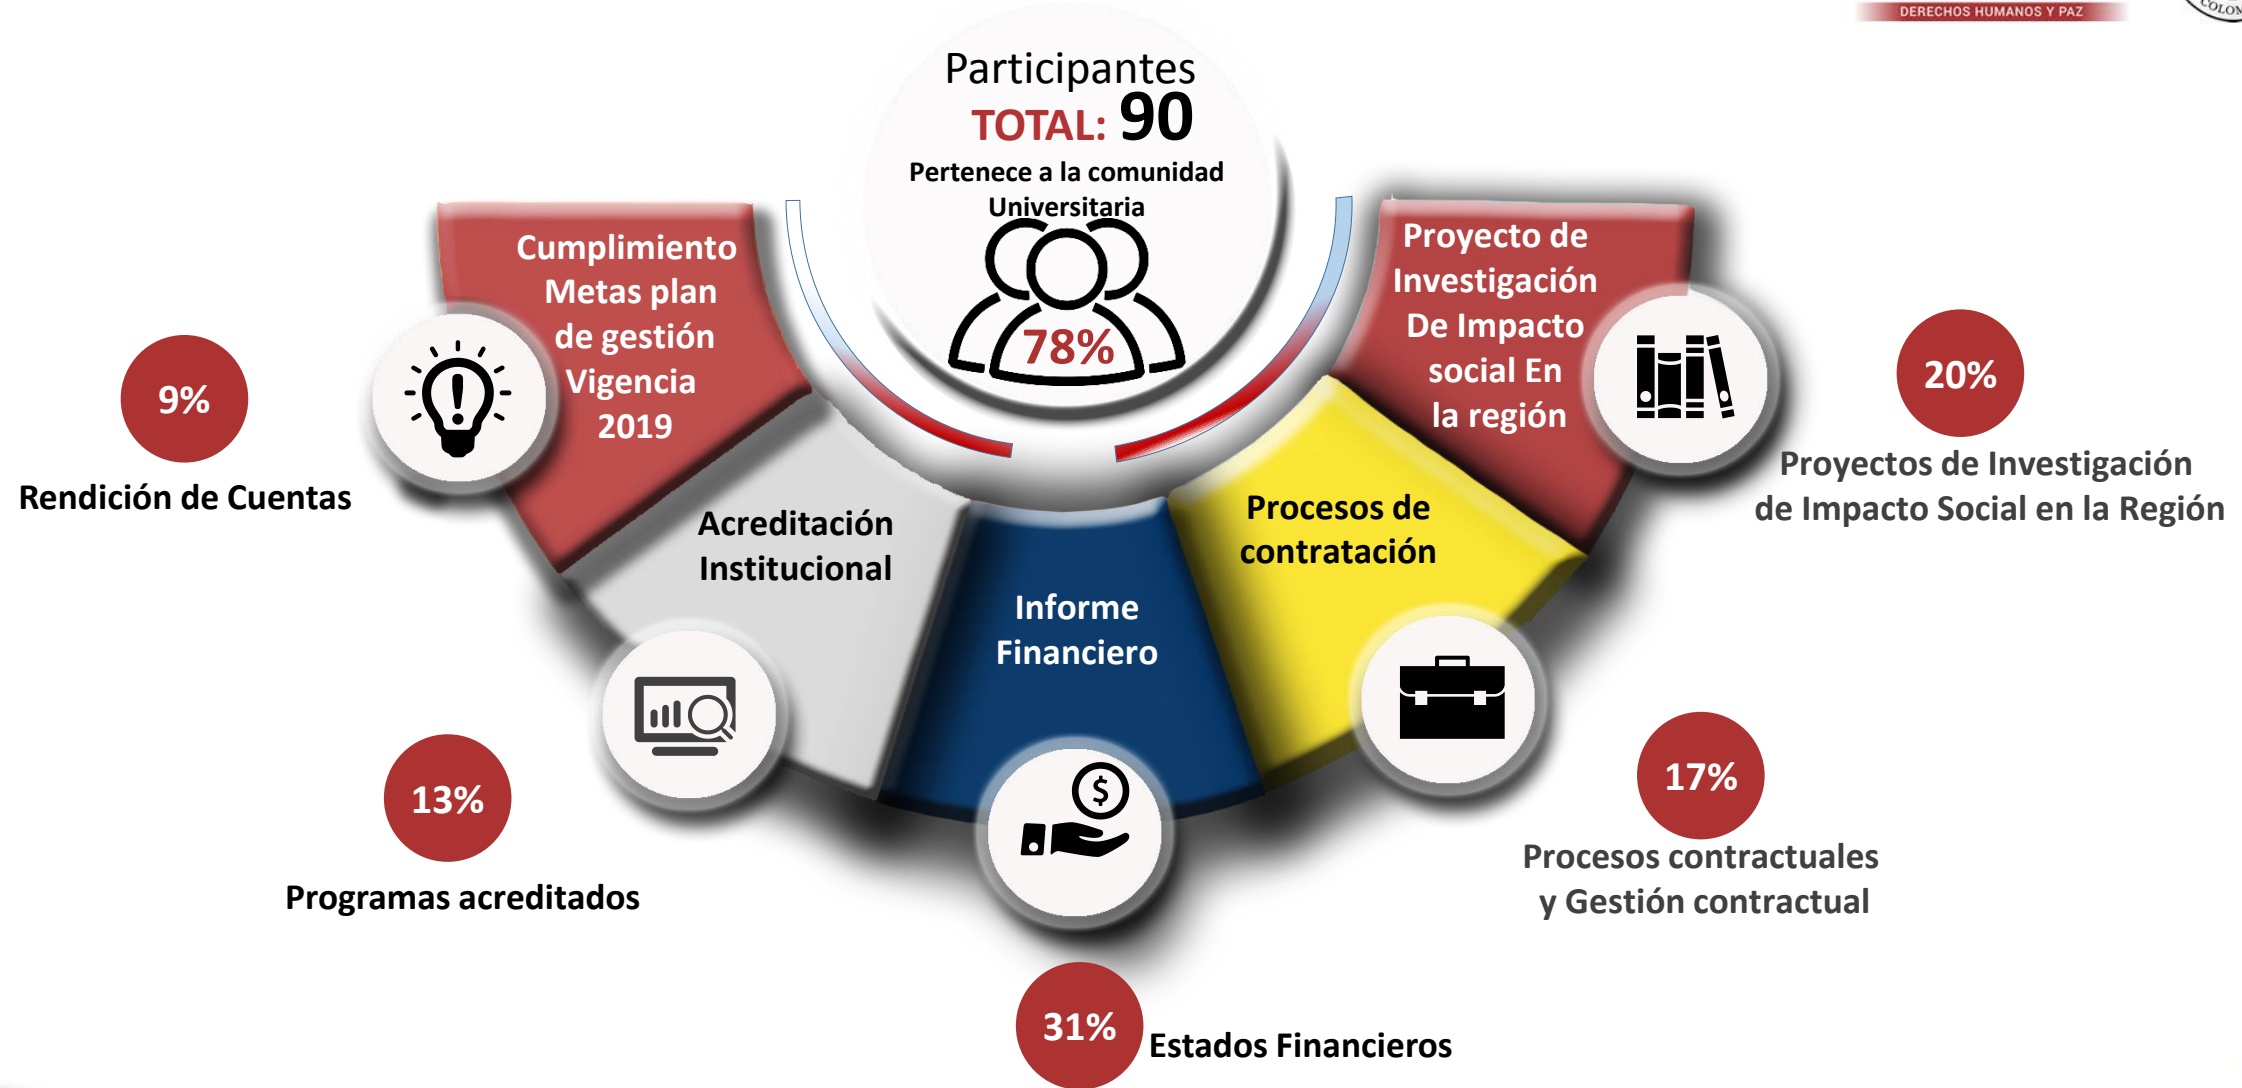 DERECHOS HUMANOS Y PAZ
Participantes
TOTAL: 90
Pertenece a la comunidad
Universitaria
78%
Cumplimiento
Metas plan
de gestión
Vigencia
2019
9%
Rendición de Cuentas
Acreditación
Institucional
13%
Programas acreditados
Informe
Financiero
$
31%
Estados Financieros
Procesos de
contratación
17%
Procesos contractuales
y Gestión contractual
Proyecto de
Investigación
De Impacto
social En
la región
20%
Proyectos de Investigación
de Impacto Social en la Región